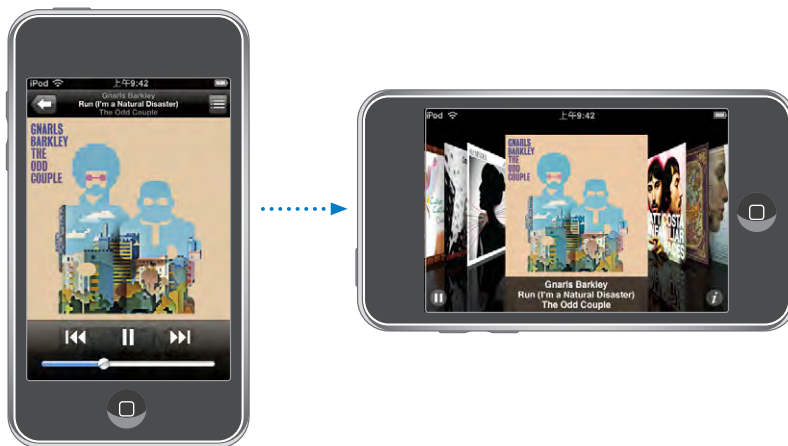 iPod 上午9:42
Gnarls Barkley
Run (I'm a Natural Disaster)
The Odd Couple
GNARLS
BARKLEY
THE
ODD
COUPLE
iPod 上午9:42
GNARLS
BARKLEY
THE
ODD
COUPLE
Gnarls Barkley
Run (I'm a Natural Disaster)
The Odd Couple
i